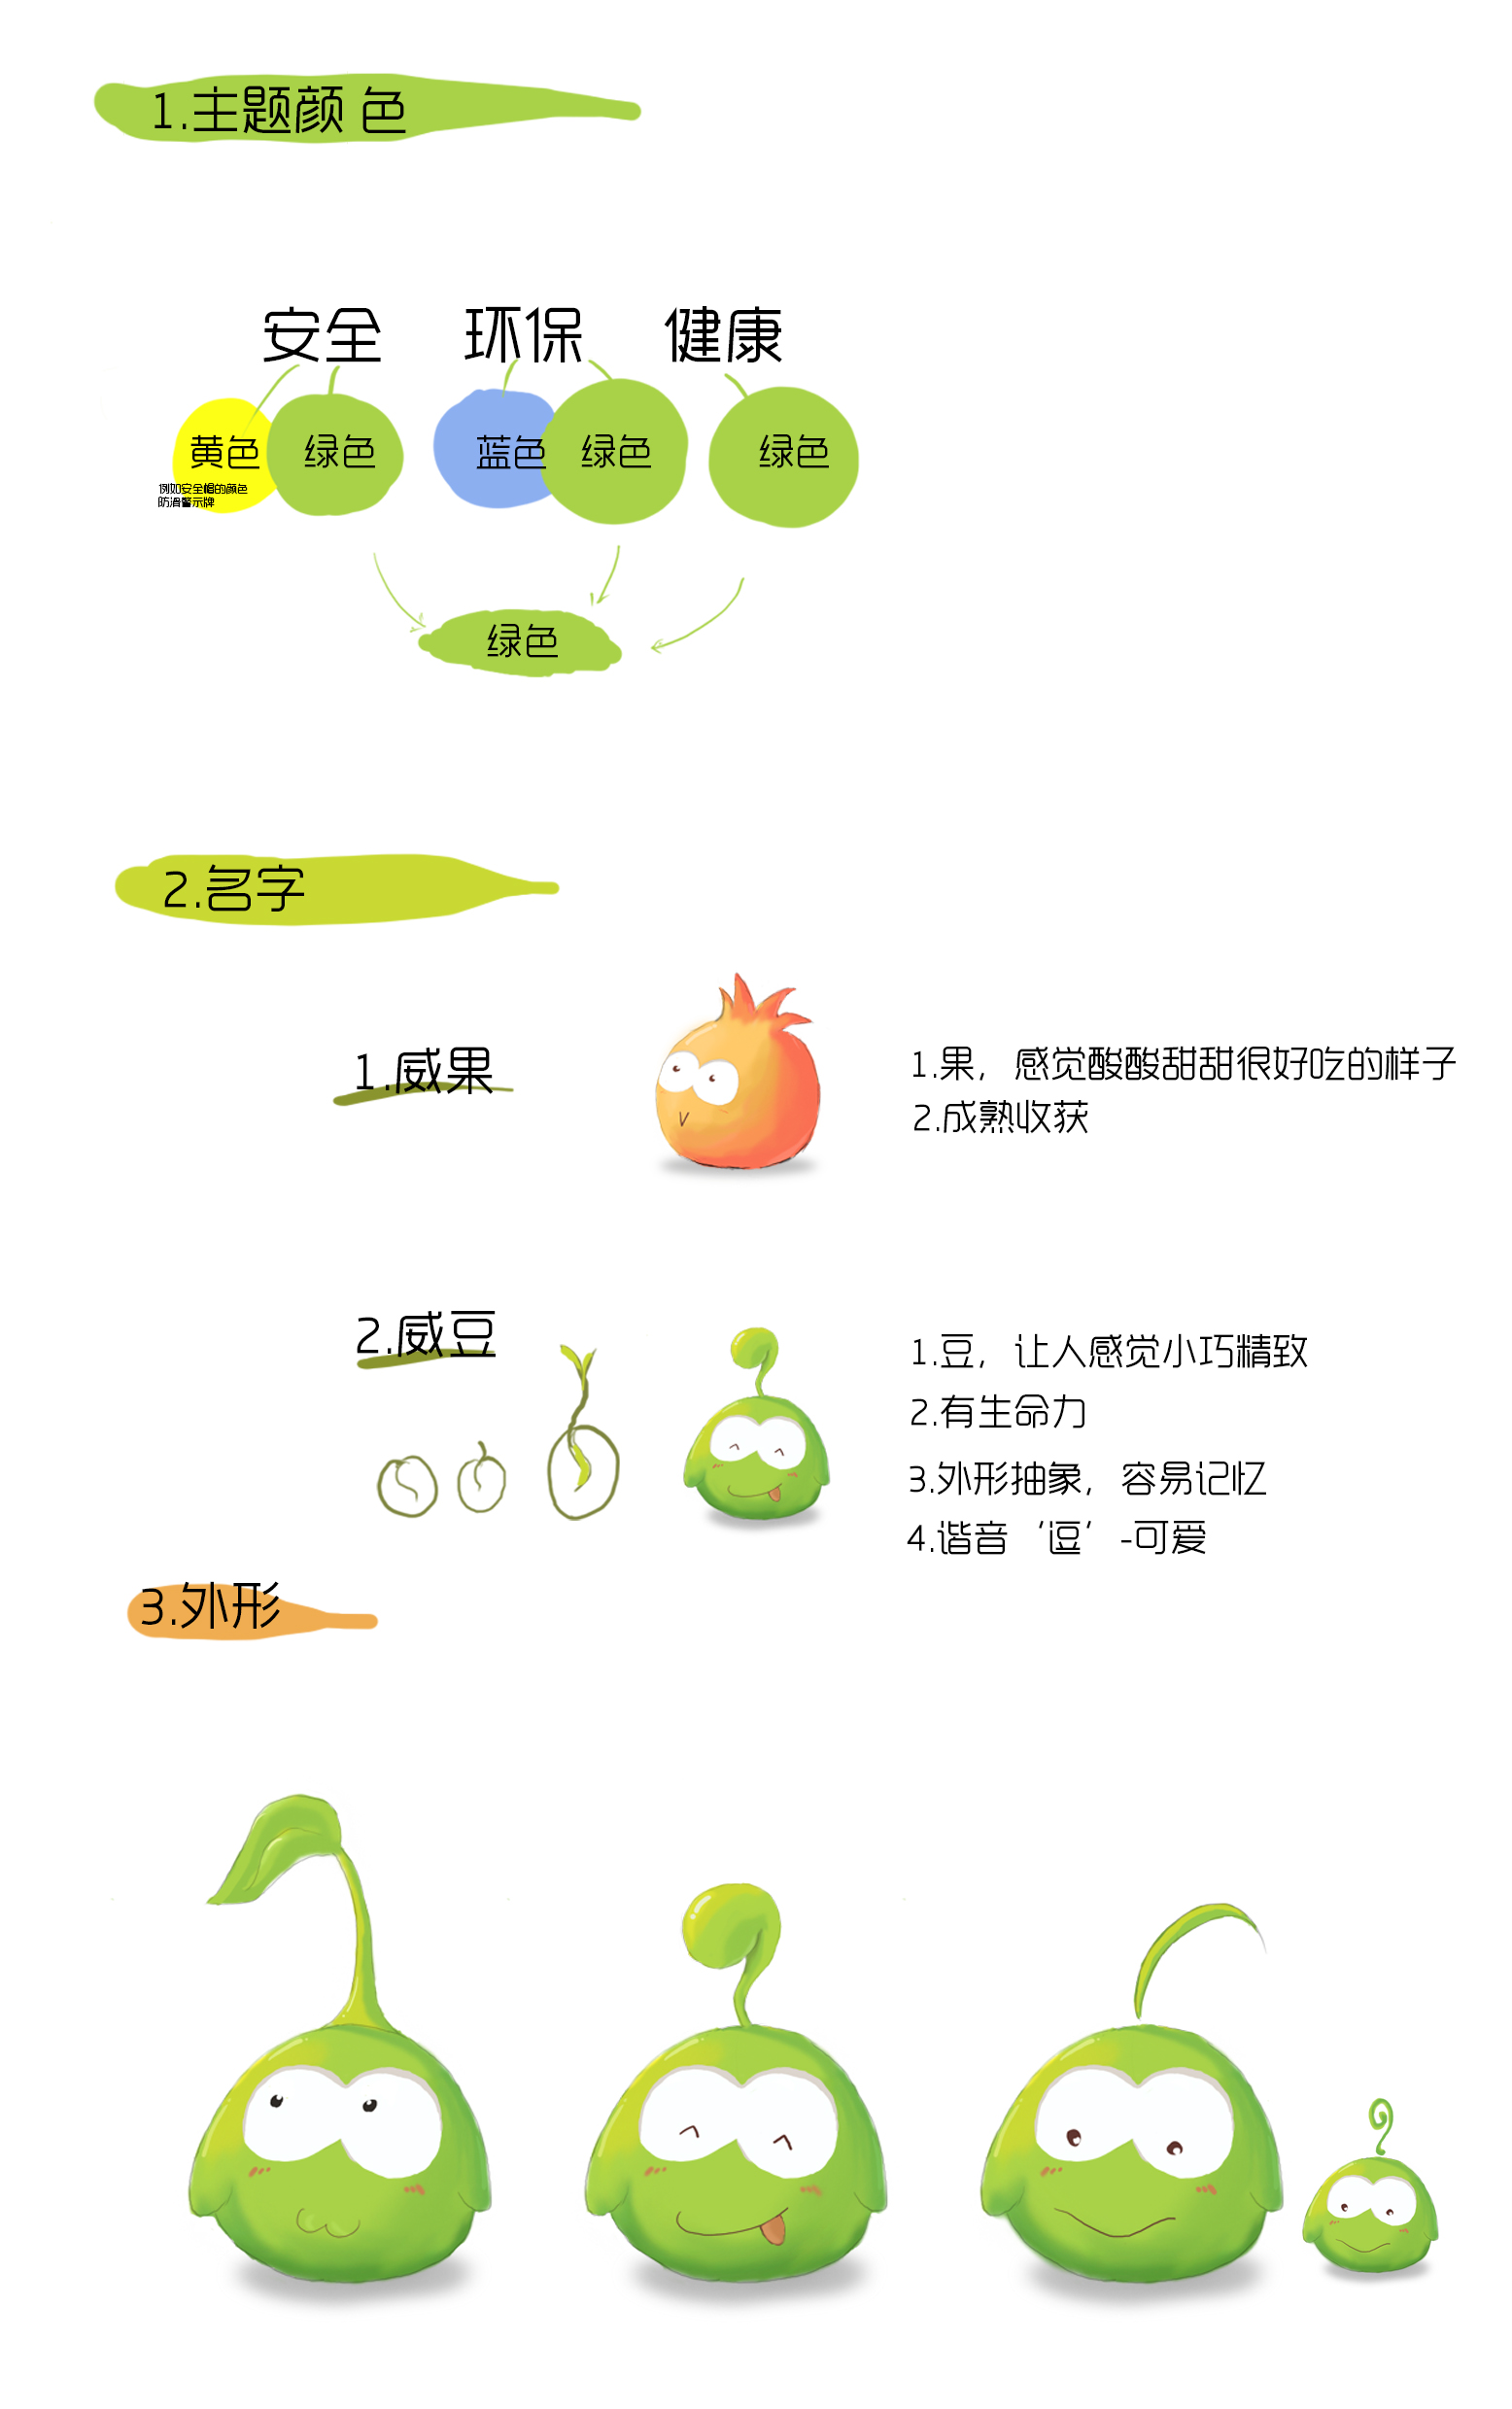 1.主题颜 色
安全 环保 健康
黄色 绿色 蓝色 绿色 绿色
例如安全帽的颜色
防滑警示牌
绿色
2.名字
1.威果
1.果，感觉酸酸甜甜很好吃的样子
2.成熟收获
2.威豆
1.豆，让人感觉小巧精致
2.有生命力
3.外形抽象，容易记忆
4.谐音‘逗’-可爱
3.外形